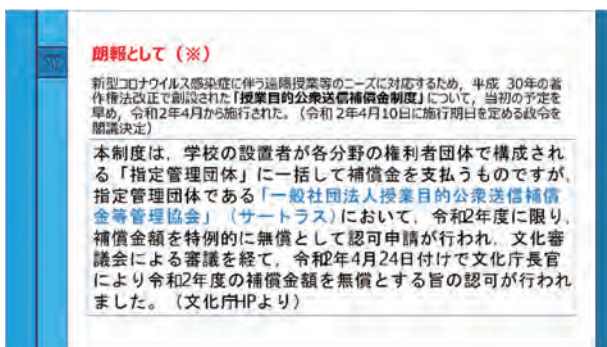 朗報として（※）
新型コロナウイルス感染症に伴う遠隔授業等のニーズに対応するため，平成 30年の著
作権法改正で創設された「授業目的公衆送信補償金制度」について，当初の予定を
早め，令和2年4月から施行された。（令和 2年4月10日に施行期日を定める政令を
閣議決定）
本制度は，学校の設置者が各分野の権利者団体で構成され
る「指定管理団体」に一括して補償金を支払うものですが，
指定管理団体である「一般社団法人授業目的公衆送信補償
金等管理協会」（サートラス）において，令和2年度に限り，
補償金額を特例的に無償として認可申請が行われ，文化審
議会による審議を経て，令和2年4月24日付けで文化庁長官
により令和2年度の補償金額を無償とする旨の認可が行われ
ました。（文化庁HPより）